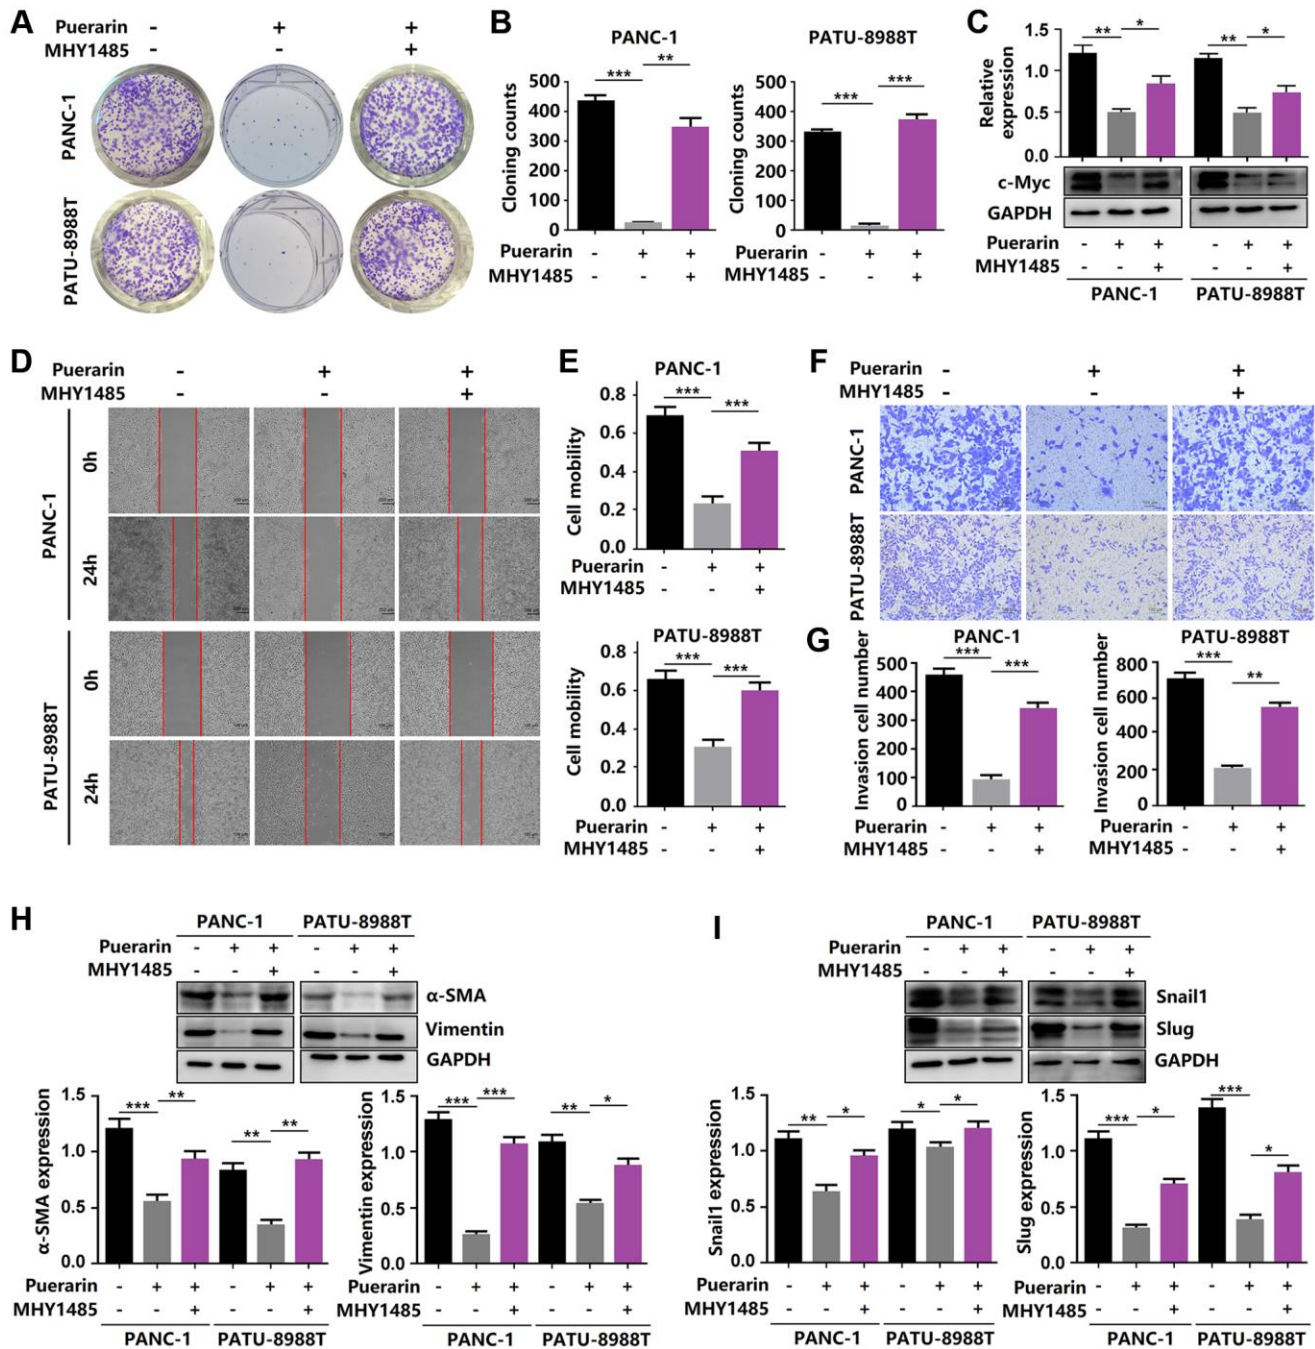 A
Puerarin - + +
MHY1485 - - +
PANC-1
PATU-8988T
B
PANC-1
*** **
Cloning counts
500
400
300
200
100
0
Puerarin - + +
MHY1485 - - +
PATU-8988T
*** ***
Cloning counts
500
400
300
200
100
0
Puerarin - + +
MHY1485 - - +
C
Relative
expression
1.5
1.0
0.5
0.0
** * ** *
c-Myc
GAPDH
Puerarin - + + - + +
MHY1485 - - + - - +
PANC-1 PATU-8988T
D
Puerarin - + +
MHY1485 - - +
PANC-1
0h
24h
PATU-8988T
0h
24h
E
PANC-1
*** ***
Cell mobility
0.8
0.6
0.4
0.2
0.0
Puerarin - + +
MHY1485 - - +
PATU-8988T
*** ***
Cell mobility
0.8
0.6
0.4
0.2
0.0
Puerarin - + +
MHY1485 - - +
F
Puerarin - + +
MHY1485 - - +
PANC-1
PATU-8988T
G
PANC-1
*** ***
Invasion cell number
500
400
300
200
100
0
Puerarin - + +
MHY1485 - - +
PATU-8988T
*** **
Invasion cell number
800
600
400
200
0
Puerarin - + +
MHY1485 - - +
H
PANC-1 PATU-8988T
Puerarin - + + - + +
MHY1485 - - + - - +
α-SMA
Vimentin
GAPDH
α-SMA expression
1.5
1.0
0.5
0.0
*** ** ** **
Puerarin - + + - + +
MHY1485 - - + - - +
PANC-1 PATU-8988T
Vimentin expression
1.5
1.0
0.5
0.0
*** *** ** *
Puerarin - + + - + +
MHY1485 - - + - - +
PANC-1 PATU-8988T
I
PANC-1 PATU-8988T
Puerarin - + + - + +
MHY1485 - - + - - +
Snail1
Slug
GAPDH
Snail1 expression
1.5
1.0
0.5
0.0
** * * *
Puerarin - + + - + +
MHY1485 - - + - - +
PANC-1 PATU-8988T
Slug expression
1.5
1.0
0.5
0.0
*** * *** *
Puerarin - + + - + +
MHY1485 - - + - - +
PANC-1 PATU-8988T